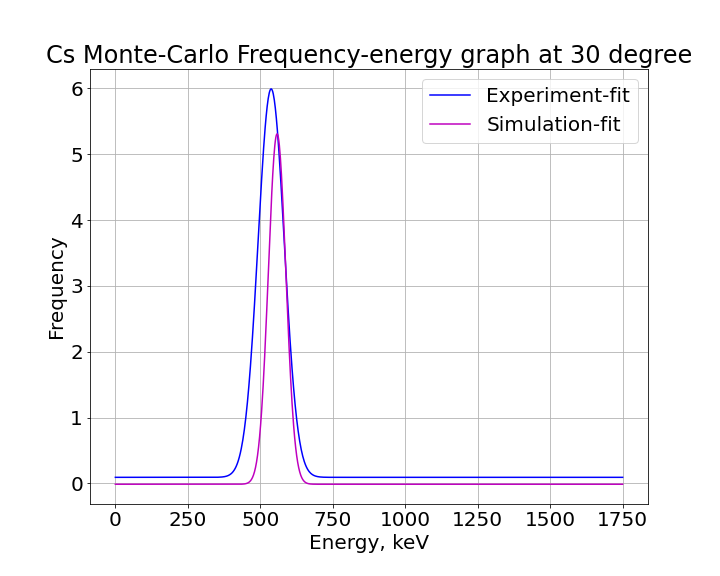 Cs Monte-Carlo Frequency-energy graph at 30 degree
Experiment-fit
Simulation-fit
Frequency
6
5
4
3
2
1
0
0 250 500 750 1000 1250 1500 1750
Energy, keV